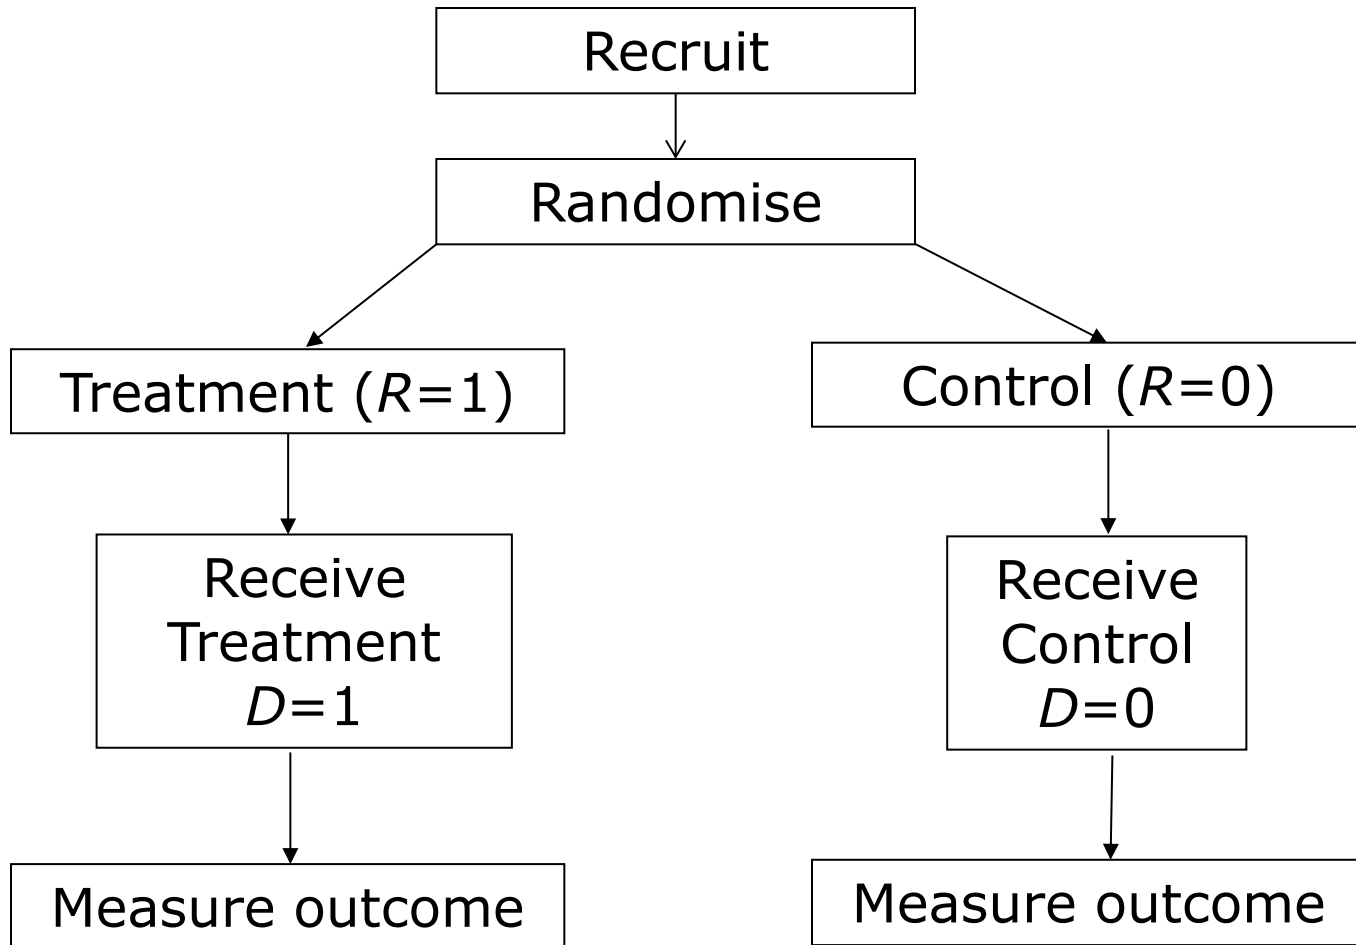 Recruit
Randomise
Treatment (R=1)
Control (R=0)
Receive
Treatment
D=1
Receive
Control
D=0
Measure outcome
Measure outcome